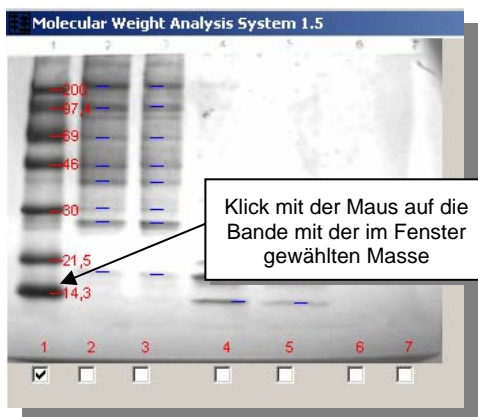 Molecular Weight Analysis System 1.5
1 2 3 4 5 6 7
200
97,4
69
46
30
Klick mit der Maus auf die
Bande mit der im Fenster
gewählten Masse
21,5
14,3
1 2 3 4 5 6 7